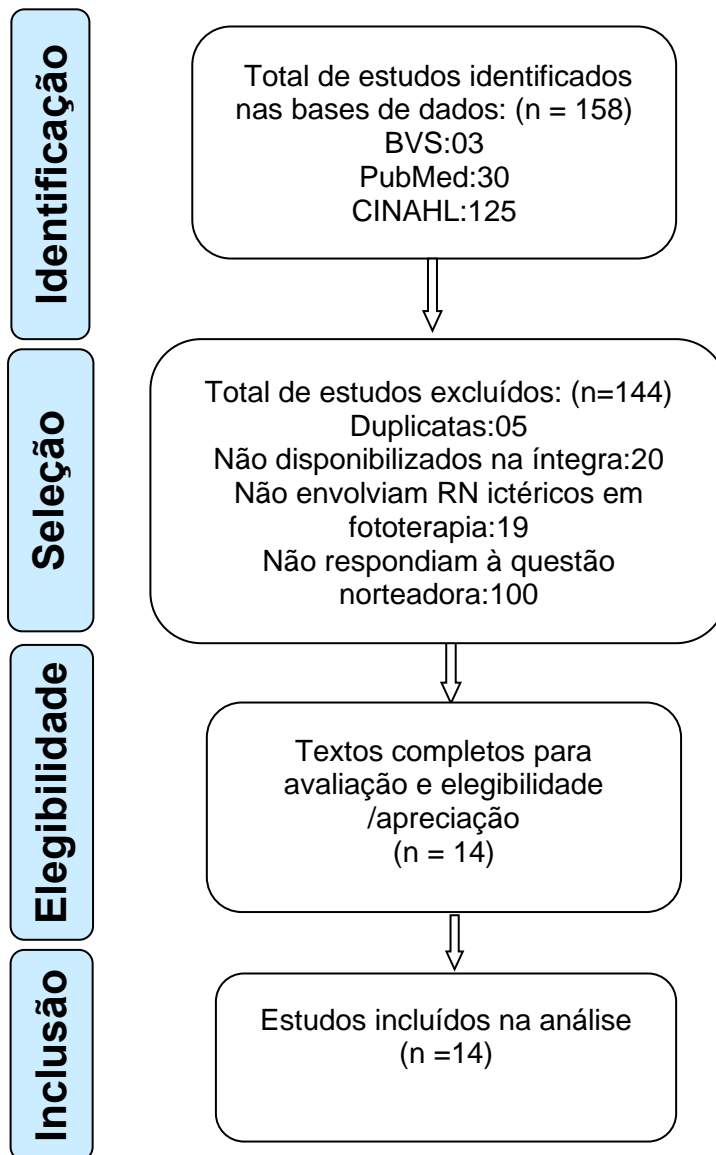 Identificação
Total de estudos identificados
nas bases de dados: (n = 158)
BVS:03
PubMed:30
CINAHL:125
Seleção
Total de estudos excluídos: (n=144)
Duplicatas:05
Não disponibilizados na íntegra:20
Não envolviam RN ictéricos em
fototerapia:19
Não respondiam à questão
norteadora:100
Elegibilidade
Textos completos para
avaliação e elegibilidade
/apreciação
(n = 14)
Inclusão
Estudos incluídos na análise
(n =14)